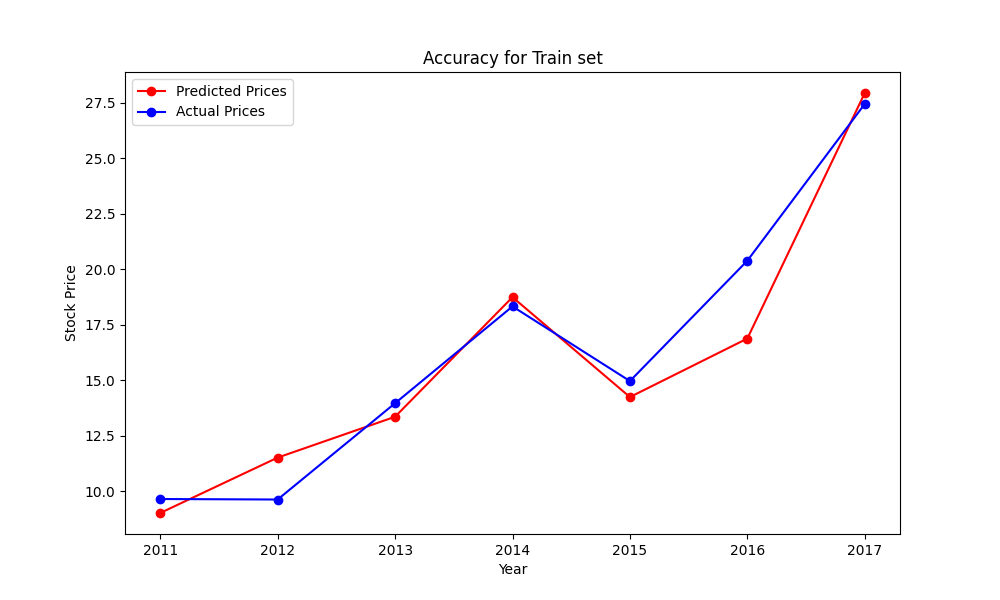 Accuracy for Train set
Predicted Prices
Actual Prices
27.5
25.0
22.5
20.0
17.5
15.0
12.5
10.0
Stock Price
2011 2012 2013 2014 2015 2016 2017
Year